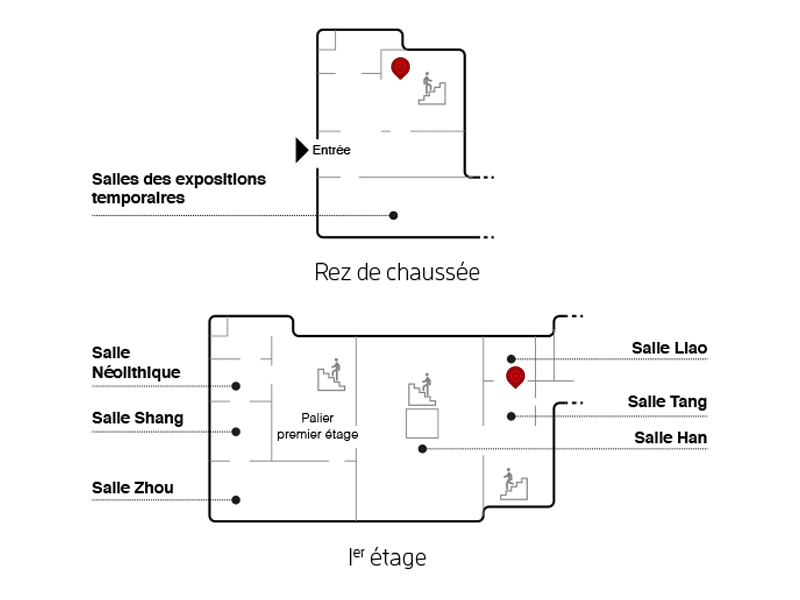 Entrée
Salles des expositions
temporaires
Rez de chaussée
Salle
Néolithique
Salle Shang
Salle Zhou
Palier
premier étage
Salle Liao
Salle Tang
Salle Han
Ier étage